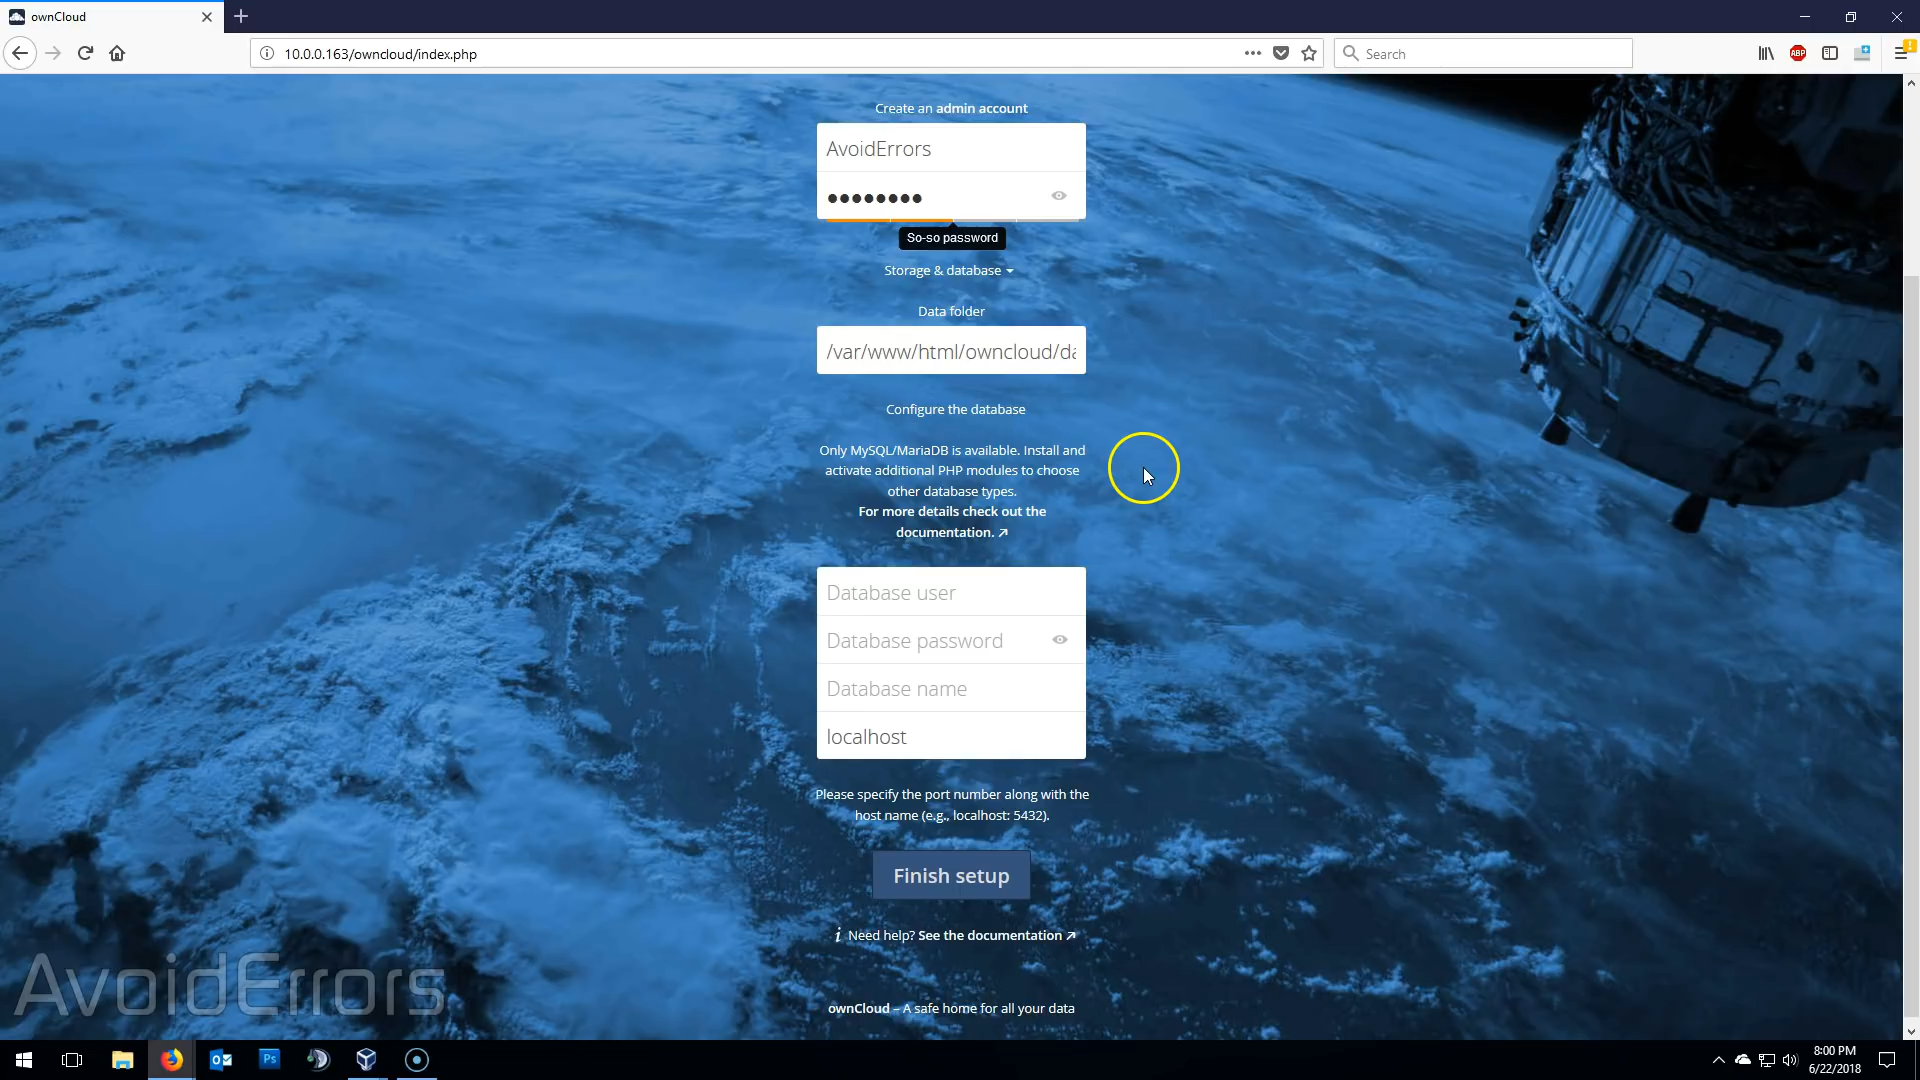 ownCloud
10.0.0.163/owncloud/index.php
Search
ABP
Create an admin account
AvoidErrors
So-so password
Storage & database
Data folder
/var/www/html/owncloud/da
Configure the database
Only MySQL/MariaDB is available. Install and
activate additional PHP modules to choose
other database types.
For more details check out the
documentation. ↗
Database user
Database password
Database name
localhost
Please specify the port number along with the
host name (e.g., localhost: 5432).
Finish setup
i Need help? See the documentation ↗
AvoidErrors
ownCloud – A safe home for all your data
Ps
8:00 PM
6/22/2018